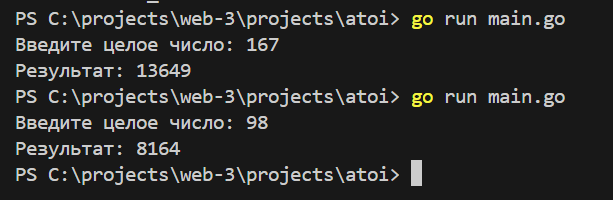 PS C:\projects\web-3\projects\atoi> go run main.go
Введите целое число: 167
Результат: 13649
PS C:\projects\web-3\projects\atoi> go run main.go
Введите целое число: 98
Результат: 8164
PS C:\projects\web-3\projects\atoi>